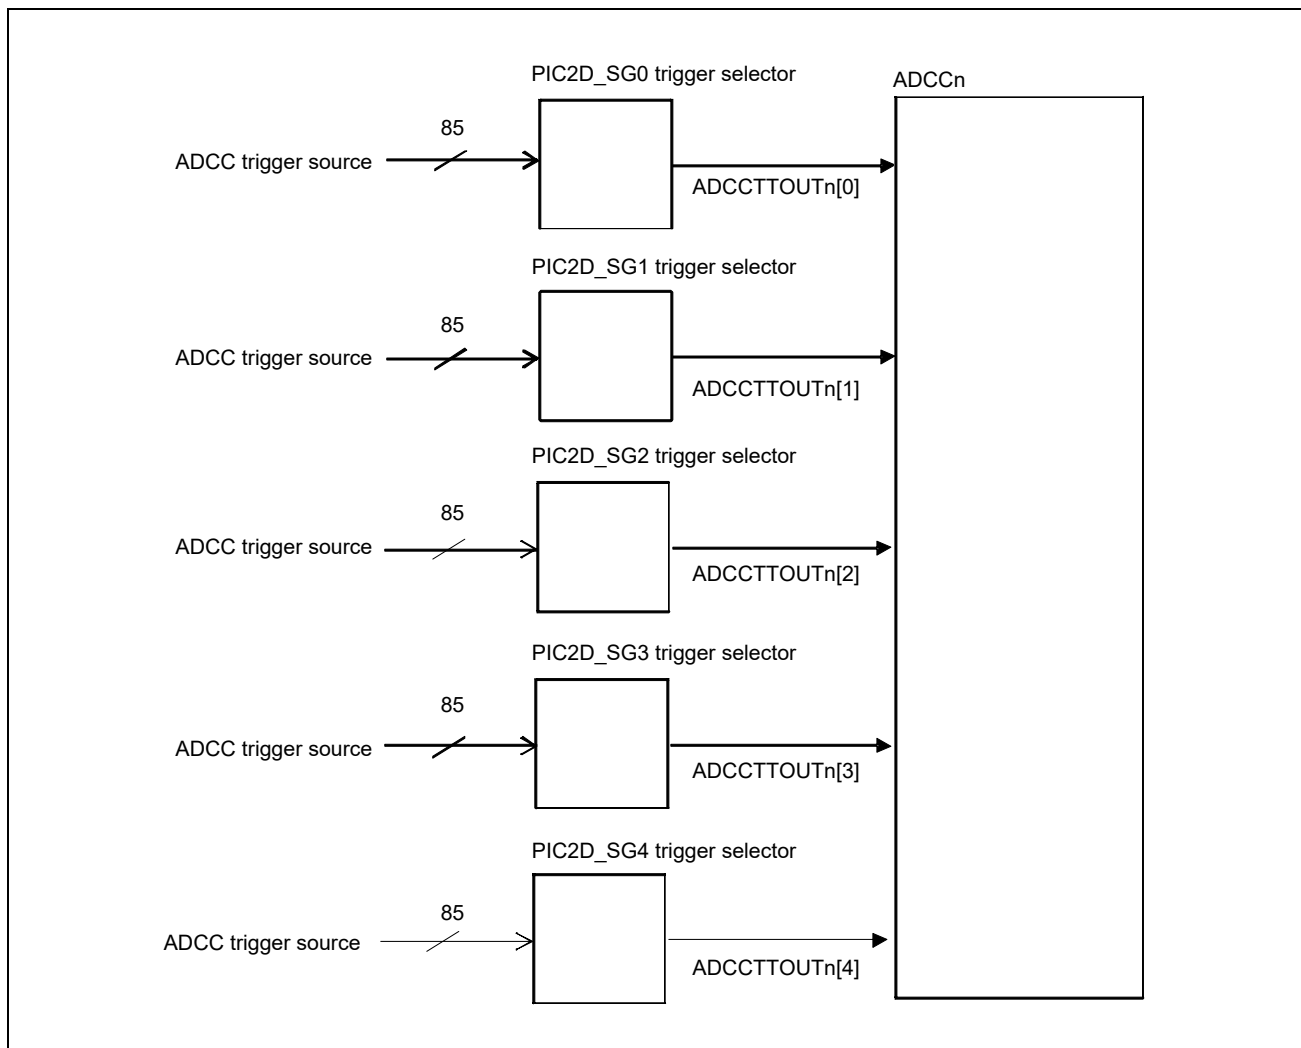 PIC2D_SG0 trigger selector
ADCCn
85
ADCC trigger source
ADCCTTOUTn[0]
PIC2D_SG1 trigger selector
85
ADCC trigger source
ADCCTTOUTn[1]
PIC2D_SG2 trigger selector
85
ADCC trigger source
ADCCTTOUTn[2]
PIC2D_SG3 trigger selector
85
ADCC trigger source
ADCCTTOUTn[3]
PIC2D_SG4 trigger selector
85
ADCC trigger source
ADCCTTOUTn[4]